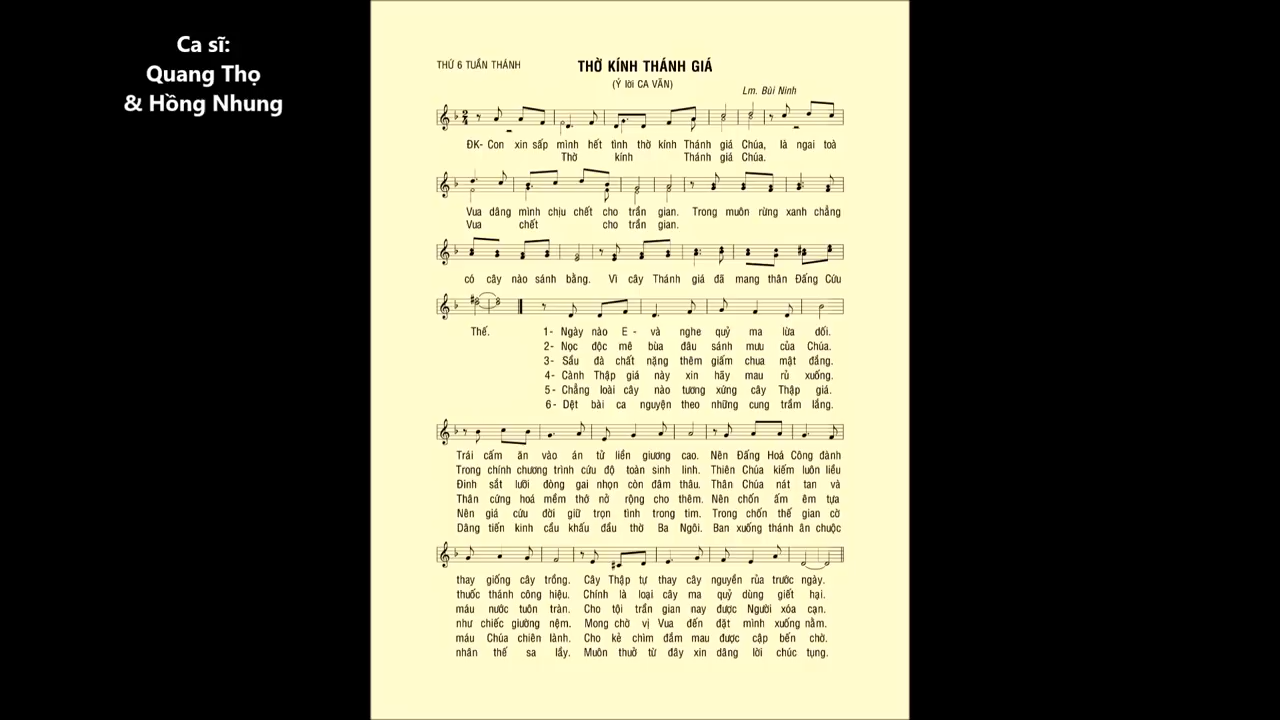 Ca sĩ:
Quang Thọ
& Hồng Nhung
THỨ 6 TUẦN THÁNH
THỜ KÍNH THÁNH GIÁ
(Ý lời CA VÃN)
Lm. Bùi Ninh
ĐK- Con xin sấp mình hết tình thờ kính Thánh giá Chúa, là ngai toà
Thờ kính Thánh giá Chúa.
Vua dâng mình chịu chết cho trần gian. Trong muôn rừng xanh chẳng
Vua chết cho trần gian.
có cây nào sánh bằng. Vì cây Thánh giá đã mang thân Đấng Cứu
Thế. 1- Ngày nào E - và nghe quỷ ma lừa dối.
2- Nọc độc mê bùa đâu sánh mưu của Chúa.
3- Sầu đà chất nặng thêm giấm chua mật đắng.
4- Cành Thập giá này xin hãy mau rủ xuống.
5- Chẳng loài cây nào tương xứng cây Thập giá.
6- Dệt bài ca nguyện theo những cung trầm lắng.
Trái cấm ăn vào án tử liền giương cao. Nên Đấng Hoá Công đành
Trong chính chương trình cứu độ toàn sinh linh. Thiên Chúa kiếm luôn liều
Đinh sắt lưỡi đòng gai nhọn còn đâm thâu. Thân Chúa nát tan và
Thân cứng hoá mềm thớ nở rộng cho thêm. Nên chốn ấm êm tựa
Nên giá cứu đời giữ trọn tình trong tim. Trong chốn thế gian cờ
Dâng tiến kinh cầu khấu đầu thờ Ba Ngôi. Ban xuống thánh ân chuộc
thay giống cây trồng. Cây Thập tự thay cây nguyền rủa trước ngày.
thuốc thánh công hiệu. Chính là loại cây ma quỷ dùng giết hại.
máu nước tuôn tràn. Cho tội trần gian nay được Người xóa cạn.
như chiếc giường nệm. Mong chờ vị Vua đến đặt mình xuống nằm.
máu Chúa chiên lành. Cho kẻ chìm đắm mau được cập bến chờ.
nhân thế sa lầy. Muôn thuở từ đây xin dâng lời chúc tụng.